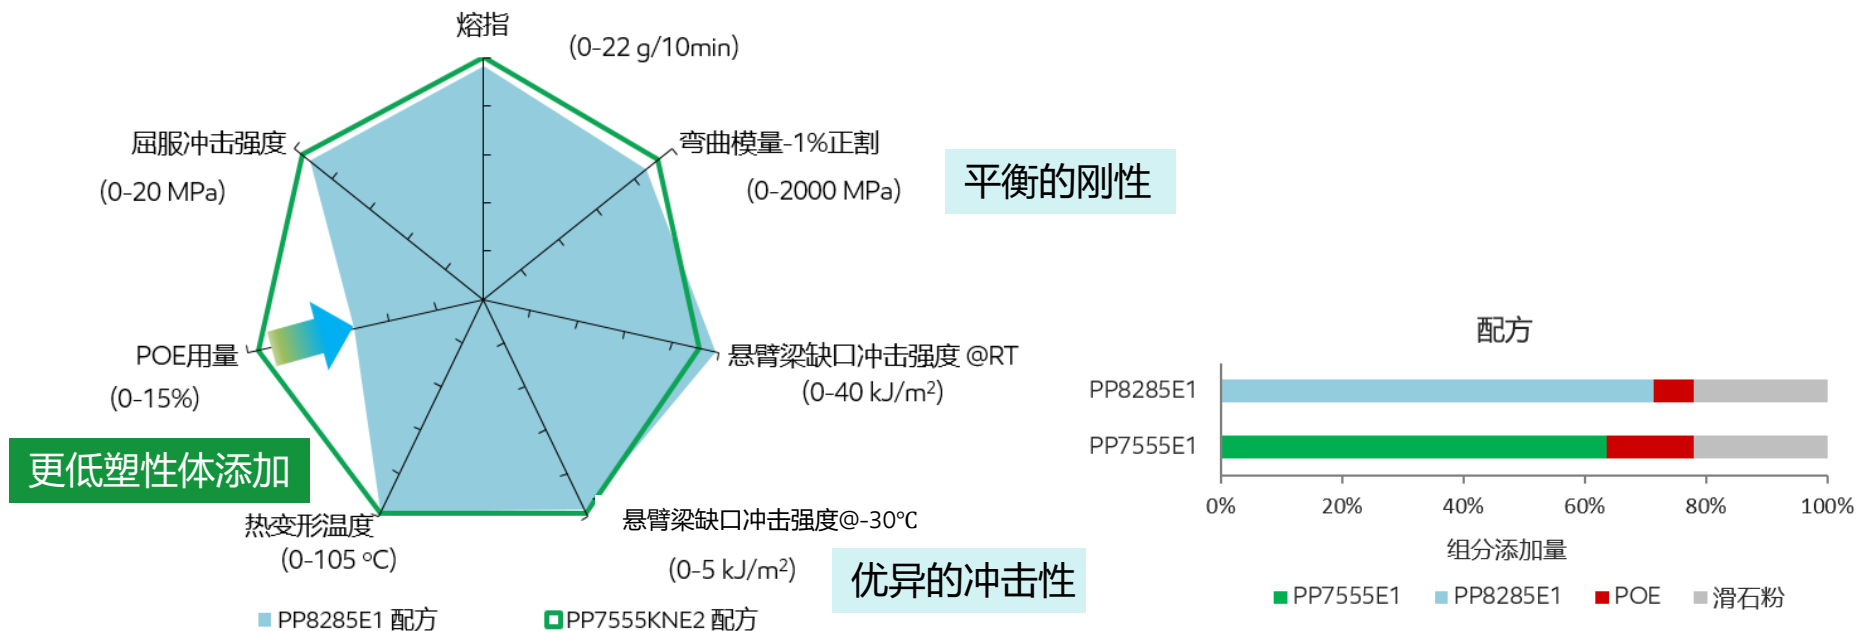 熔指
(0-22 g/10min)
屈服冲击强度
(0-20 MPa)
弯曲模量-1%正割
(0-2000 MPa)
平衡的刚性
POE用量
(0-15%)
悬臂梁缺口冲击强度 @RT
(0-40 kJ/m²)
更低塑性体添加
热变形温度
(0-105 °C)
悬臂梁缺口冲击强度@-30℃
(0-5 kJ/m²)
优异的冲击性
PP8285E1 配方
PP7555KNE2 配方
配方
PP8285E1
PP7555E1
0% 20% 40% 60% 80% 100%
组分添加量
PP7555E1 PP8285E1 POE 滑石粉